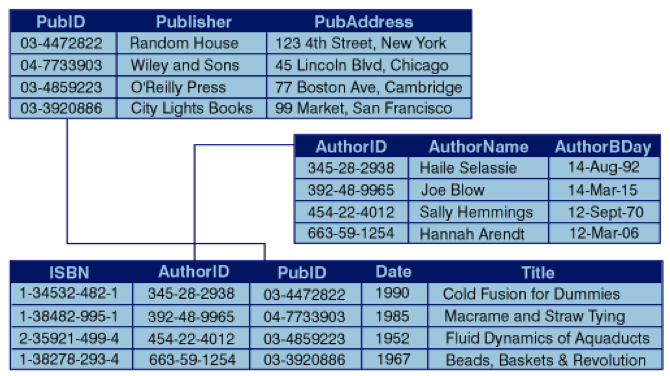 PubID Publisher PubAddress
03-4472822 Random House 123 4th Street, New York
04-7733903 Wiley and Sons 45 Lincoln Blvd, Chicago
03-4859223 O'Reilly Press 77 Boston Ave, Cambridge
03-3920886 City Lights Books 99 Market, San Francisco
AuthorID AuthorName AuthorBDay
345-28-2938 Haile Selassie 14-Aug-92
392-48-9965 Joe Blow 14-Mar-15
454-22-4012 Sally Hemmings 12-Sept-70
663-59-1254 Hannah Arendt 12-Mar-06
ISBN AuthorID PubID Date Title
1-34532-482-1 345-28-2938 03-4472822 1990 Cold Fusion for Dummies
1-38482-995-1 392-48-9965 04-7733903 1985 Macrame and Straw Tying
2-35921-499-4 454-22-4012 03-4859223 1952 Fluid Dynamics of Aquaducts
1-38278-293-4 663-59-1254 03-3920886 1967 Beads, Baskets & Revolution